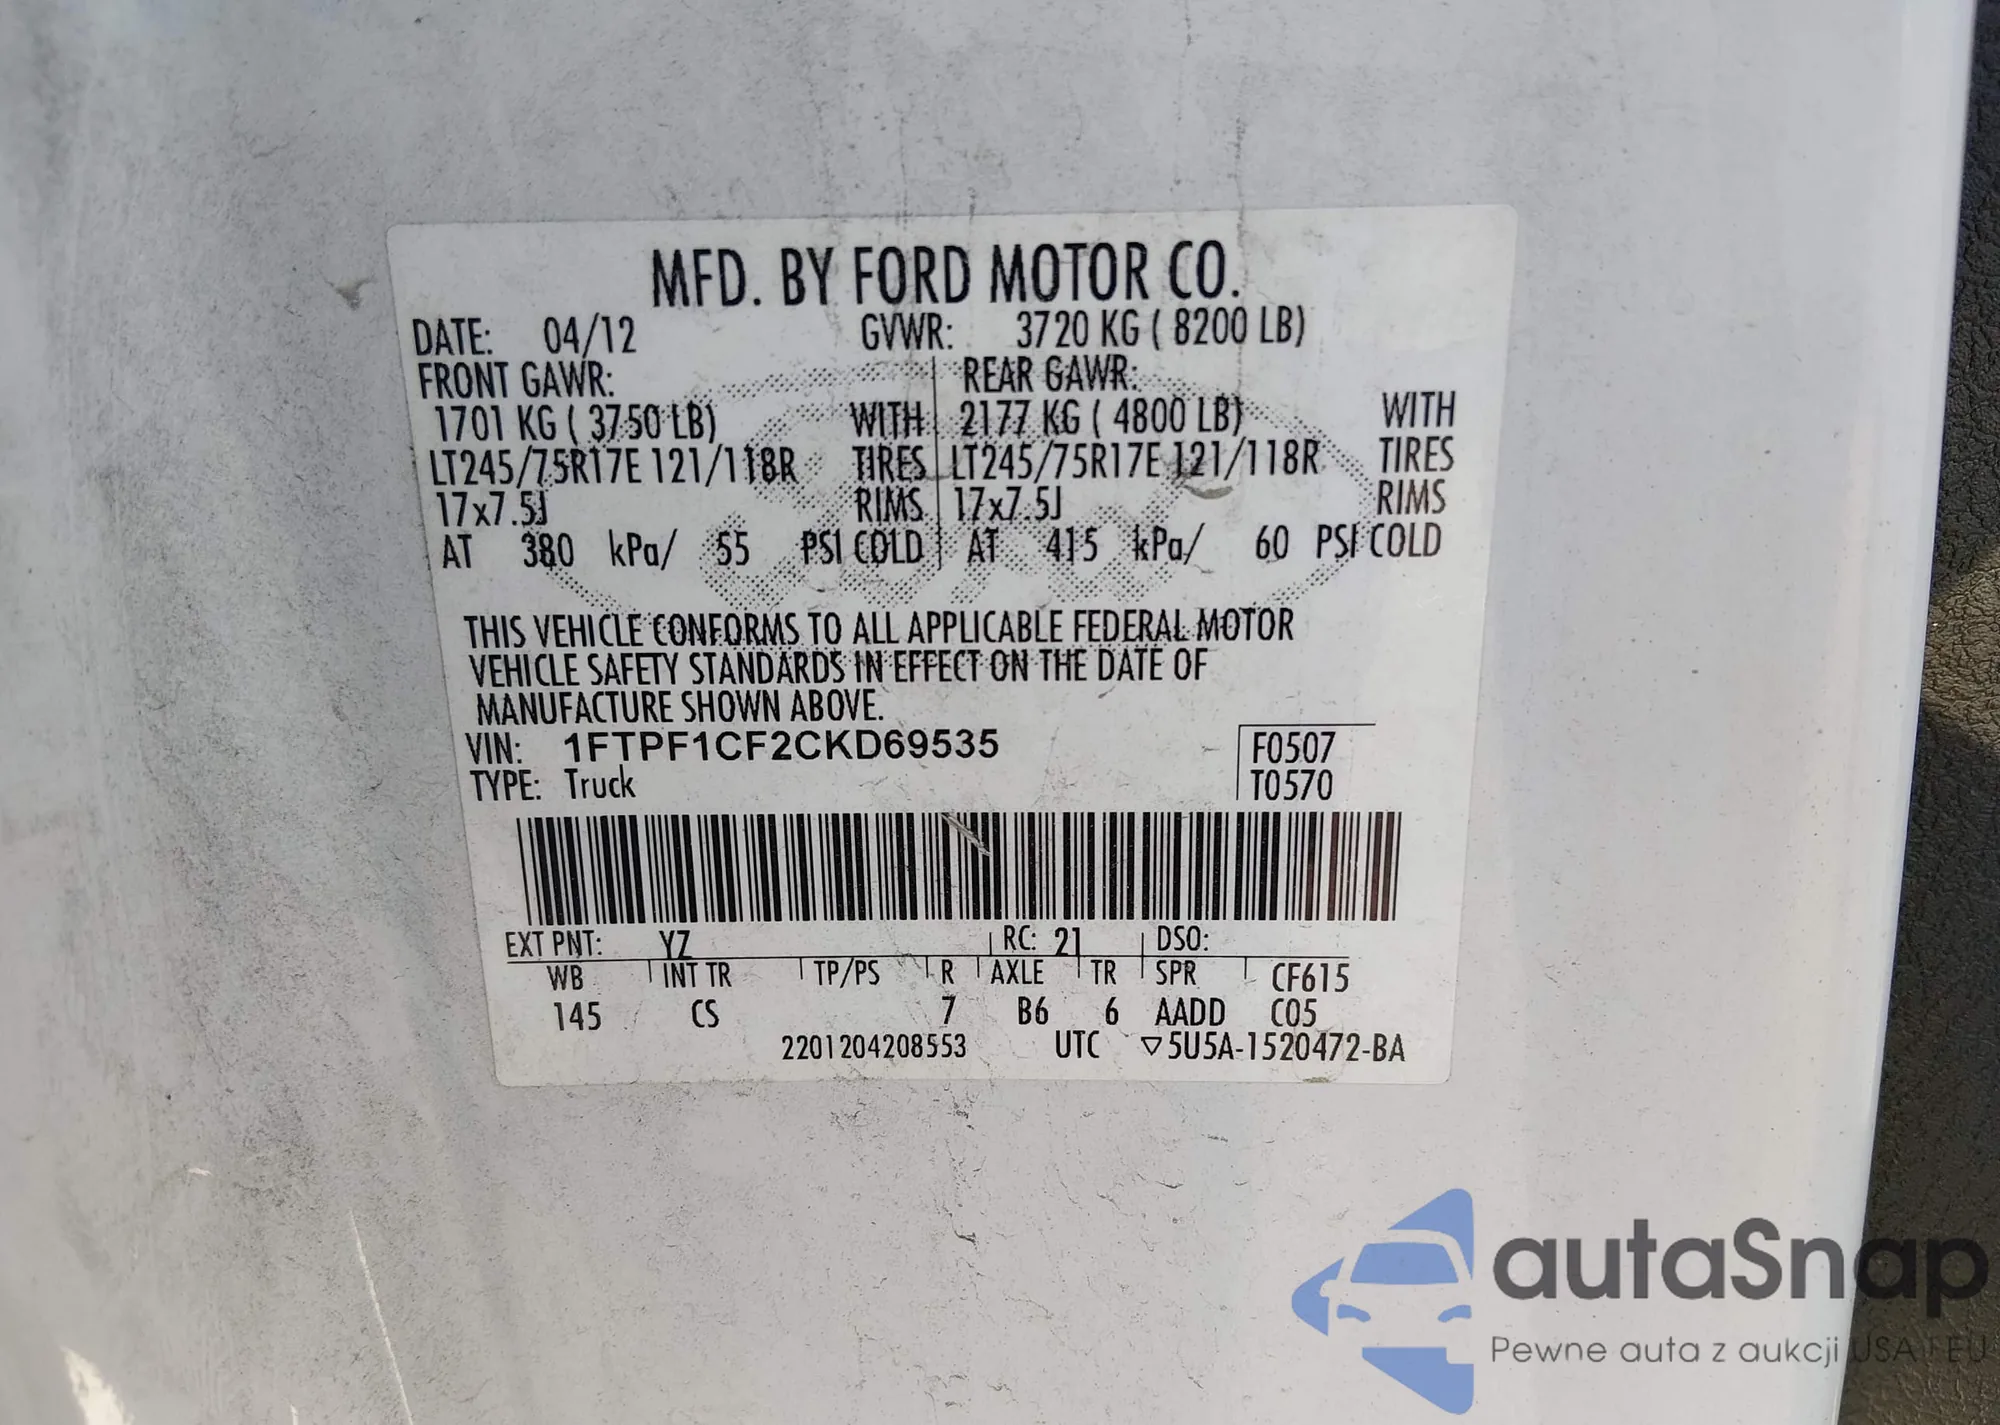 MFD. BY FORD MOTOR CO.
DATE: 04/12 GVWR: 3720 KG ( 8200 LB)
FRONT GAWR: REAR GAWR:
1701 KG ( 3750 LB) WITH 2177 KG ( 4800 LB) WITH
LT245/75R17E 121/118R TIRES LT245/75R17E 121/118R TIRES
17x7.5J RIMS 17x7.5J RIMS
AT 380 kPa/ 55 PSI COLD AT 415 kPa/ 60 PSI COLD
THIS VEHICLE CONFORMS TO ALL APPLICABLE FEDERAL MOTOR
VEHICLE SAFETY STANDARDS IN EFFECT ON THE DATE OF
MANUFACTURE SHOWN ABOVE.
VIN: 1FTPF1CF2CKD69535 F0507
TYPE: Truck T0570
EXT PNT: YZ RC: 21 DSO:
WB INT TR TP/PS R AXLE TR SPR CF615
145 CS 7 B6 6 AADD C05
2201204208553 UTC ▽5U5A-1520472-BA
autaSnap
Pewne auta z aukcji USA i EU